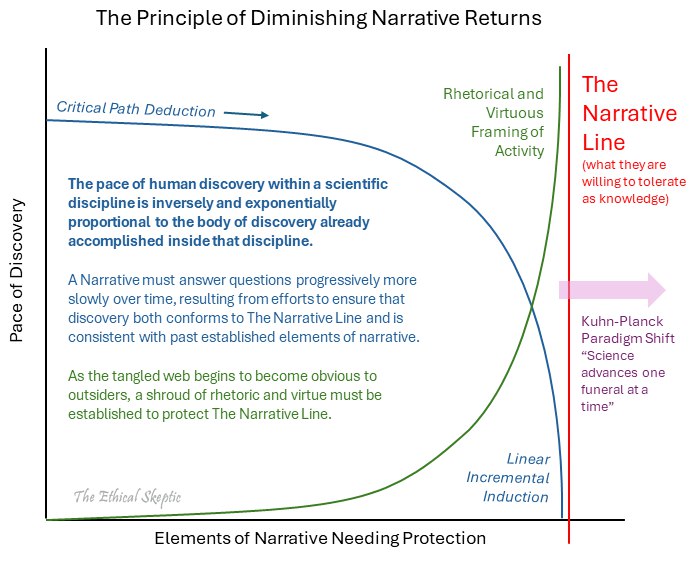 The Principle of Diminishing Narrative Returns
Critical Path Deduction
Rhetorical and
Virtuous
Framing of
Activity
The
Narrative
Line
(what they are
willing to tolerate
as knowledge)
The pace of human discovery within a scientific
discipline is inversely and exponentially
proportional to the body of discovery already
accomplished inside that discipline.
A Narrative must answer questions progressively more
slowly over time, resulting from efforts to ensure that
discovery both conforms to The Narrative Line and is
consistent with past established elements of narrative.
As the tangled web begins to become obvious to
outsiders, a shroud of rhetoric and virtue must be
established to protect The Narrative Line.
Kuhn-Planck
Paradigm Shift
“Science
advances one
funeral at a
time”
Linear
Incremental
Induction
The Ethical Skeptic
Pace of Discovery
Elements of Narrative Needing Protection